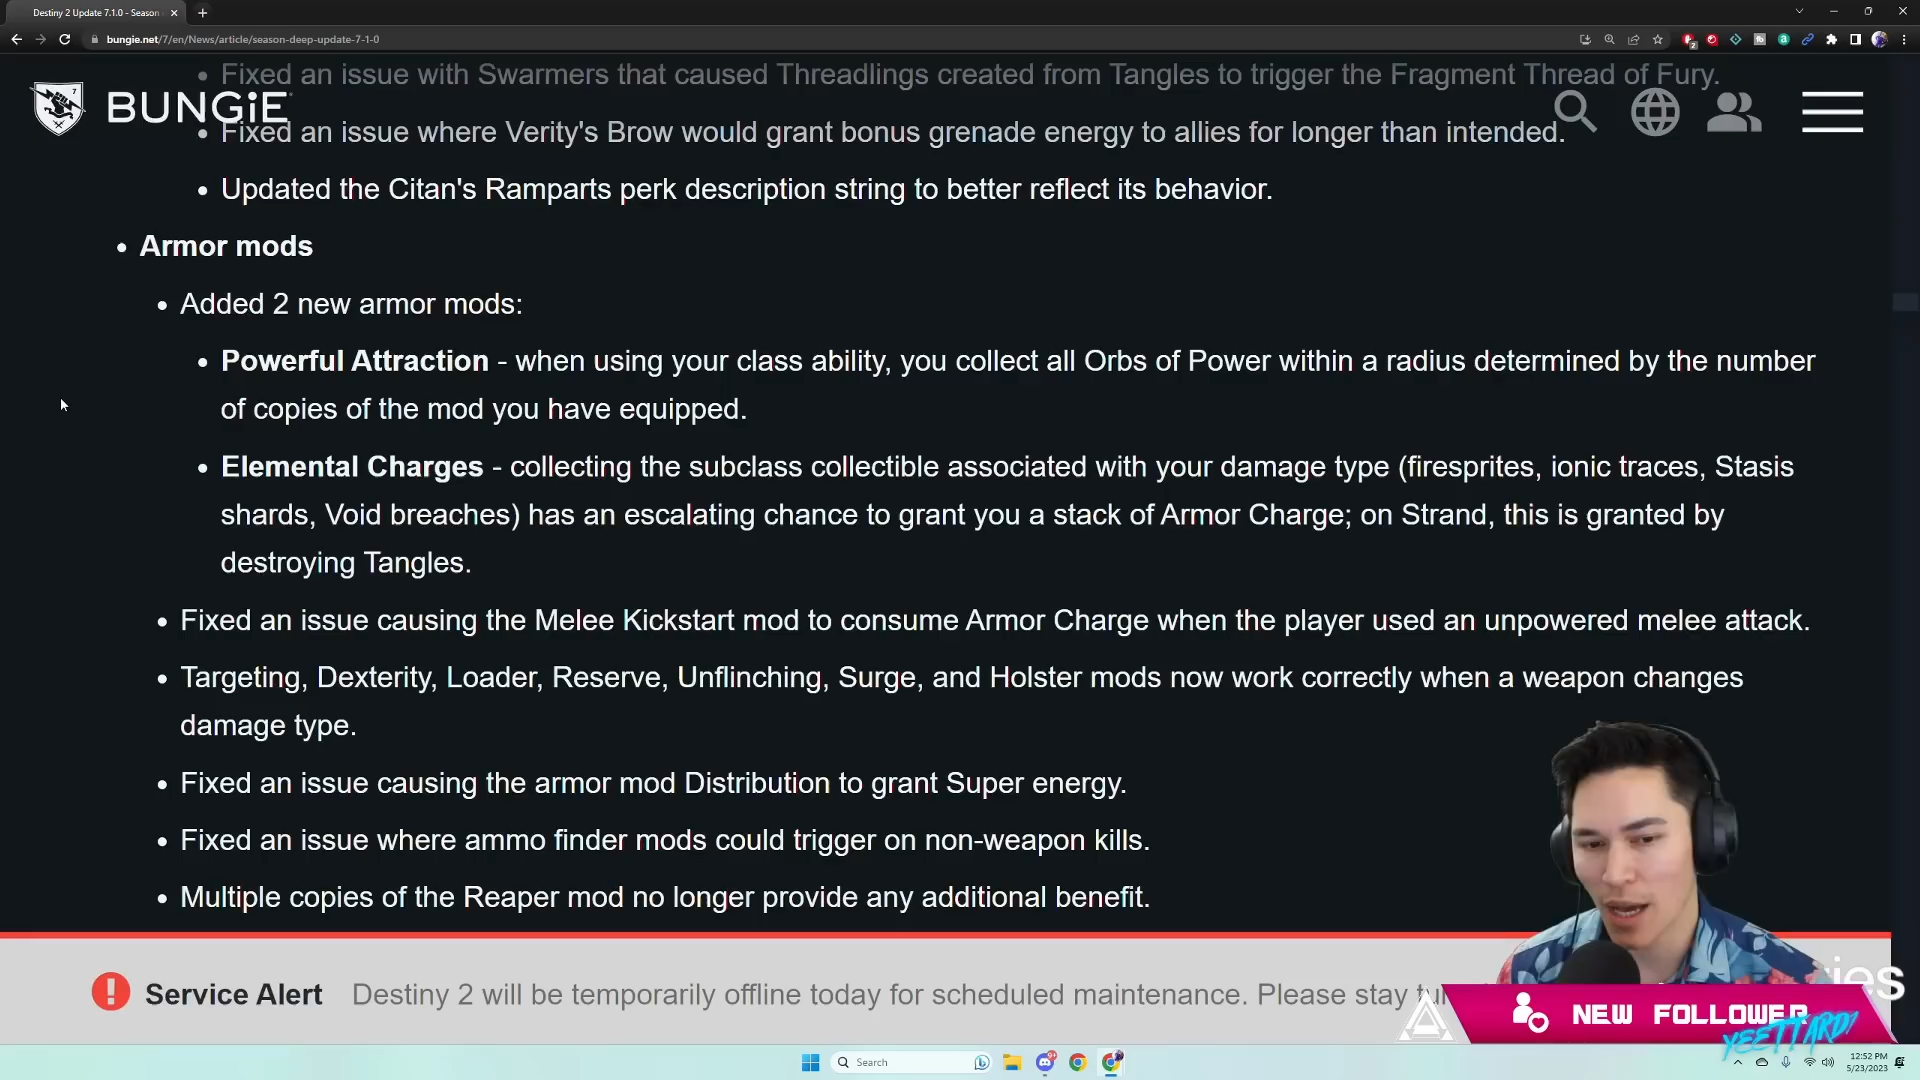 Destiny 2 Update 7.1.0 - Season
bungie.net/7/en/News/article/season-deep-update-7-1-0
Fixed an issue with Swarmers that caused Threadlings created from Tangles to trigger the Fragment Thread of Fury.
7
BUNGiE
Fixed an issue where Verity's Brow would grant bonus grenade energy to allies for longer than intended.
Updated the Citan's Ramparts perk description string to better reflect its behavior.
Armor mods
Added 2 new armor mods:
Powerful Attraction - when using your class ability, you collect all Orbs of Power within a radius determined by the number
of copies of the mod you have equipped.
Elemental Charges - collecting the subclass collectible associated with your damage type (firesprites, ionic traces, Stasis
shards, Void breaches) has an escalating chance to grant you a stack of Armor Charge; on Strand, this is granted by
destroying Tangles.
Fixed an issue causing the Melee Kickstart mod to consume Armor Charge when the player used an unpowered melee attack.
Targeting, Dexterity, Loader, Reserve, Unflinching, Surge, and Holster mods now work correctly when a weapon changes
damage type.
Fixed an issue causing the armor mod Distribution to grant Super energy.
Fixed an issue where ammo finder mods could trigger on non-weapon kills.
Multiple copies of the Reaper mod no longer provide any additional benefit.
Service Alert Destiny 2 will be temporarily offline today for scheduled maintenance. Please stay
NEW FOLLOWER
YEETTARD7
Search
12:52 PM
5/23/2023